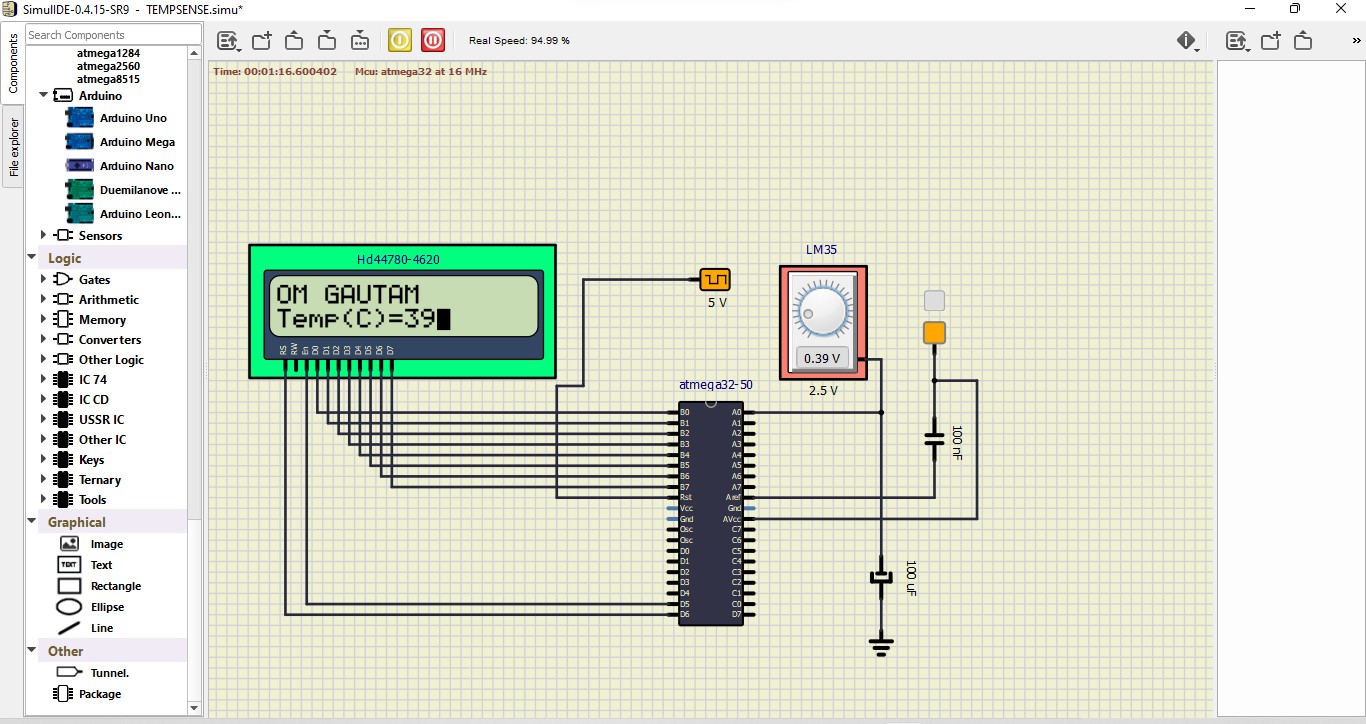 SimulIDE-0.4.15-SR9 - TEMPSENSE.simu*
Components
File explorer
Search Components
atmega1284
atmega2560
atmega8515
Arduino
Arduino Uno
Arduino Mega
Arduino Nano
Duemilanove ...
Arduino Leon...
Sensors
Logic
Gates
Arithmetic
Memory
Converters
Other Logic
IC 74
IC CD
USSR IC
Other IC
Keys
Ternary
Tools
Graphical
Image
TEXT Text
Rectangle
Ellipse
Line
Other
Tunnel.
Package
Real Speed: 94.99 %
»
Time: 00:01:16.600402 Mcu: atmega32 at 16 MHz
Hd44780-4620
OM GAUTAM
Temp(C)=39
RS RW En D0 D1 D2 D3 D4 D5 D6 D7
5 V
LM35
0.39 V
2.5 V
100 nF
100 uF
atmega32-50
B0 A0
B1 A1
B2 A2
B3 A3
B4 A4
B5 A5
B6 A6
B7 A7
Rst Aref
Vcc Gnd
Gnd AVcc
Osc C7
Osc C6
D0 C5
D1 C4
D2 C3
D3 C2
D4 C1
D5 C0
D6 D7